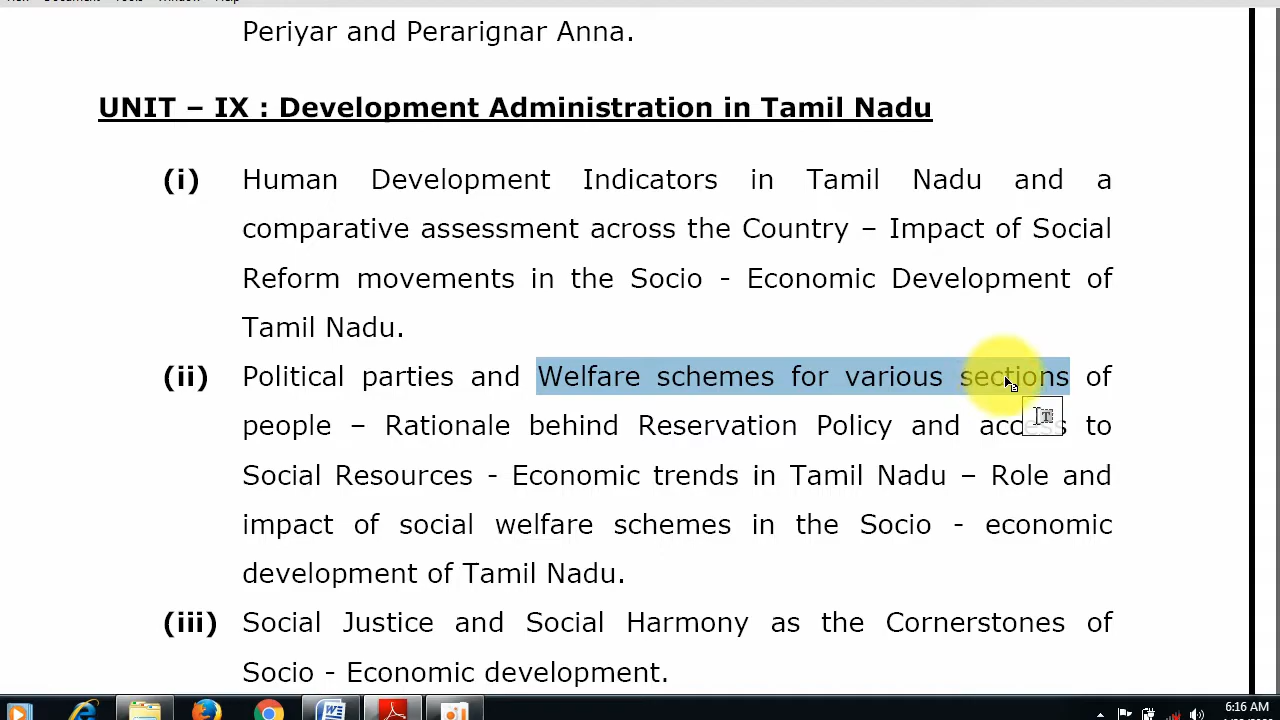 Periyar and Perarignar Anna.
UNIT – IX : Development Administration in Tamil Nadu
(i) Human Development Indicators in Tamil Nadu and a
comparative assessment across the Country – Impact of Social
Reform movements in the Socio - Economic Development of
Tamil Nadu.
(ii) Political parties and Welfare schemes for various sections of
people – Rationale behind Reservation Policy and access to
Social Resources - Economic trends in Tamil Nadu – Role and
impact of social welfare schemes in the Socio - economic
development of Tamil Nadu.
(iii) Social Justice and Social Harmony as the Cornerstones of
Socio - Economic development.
6:16 AM